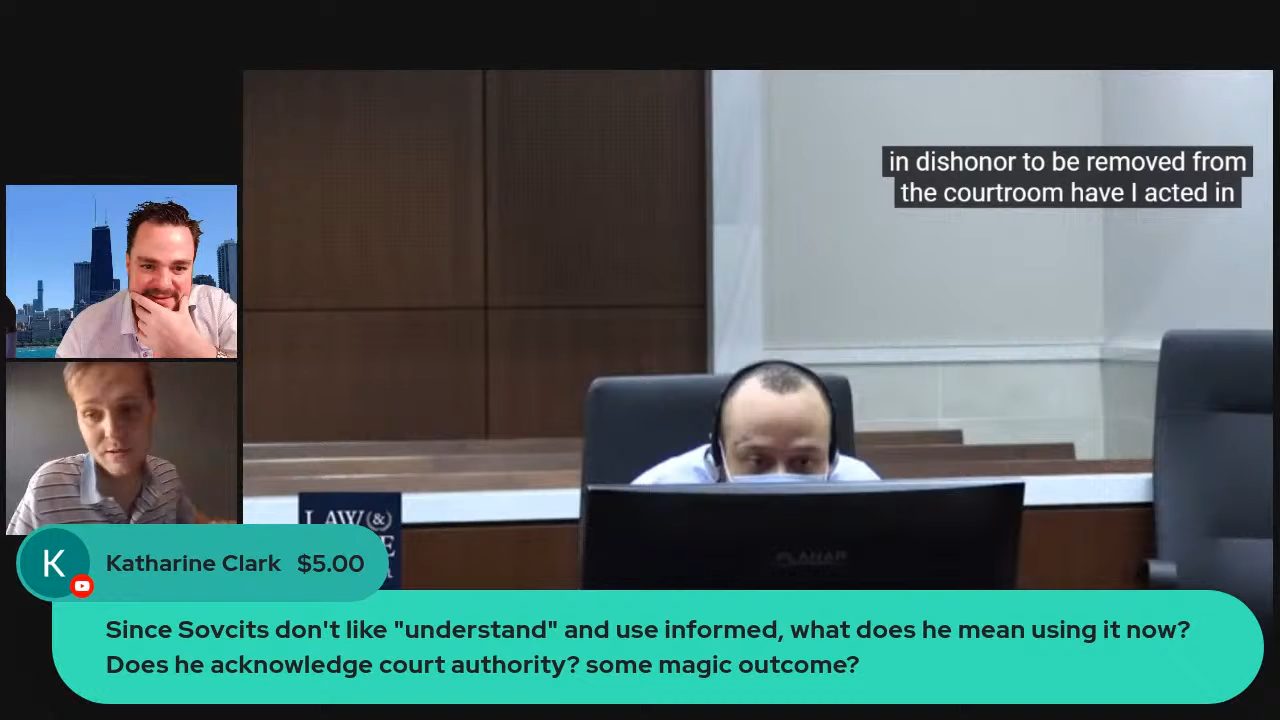 in dishonor to be removed from
the courtroom have I acted in
LAW&
K
Katharine Clark $5.00
PLANAR
Since Sovcits don't like "understand" and use informed, what does he mean using it now?
Does he acknowledge court authority? some magic outcome?